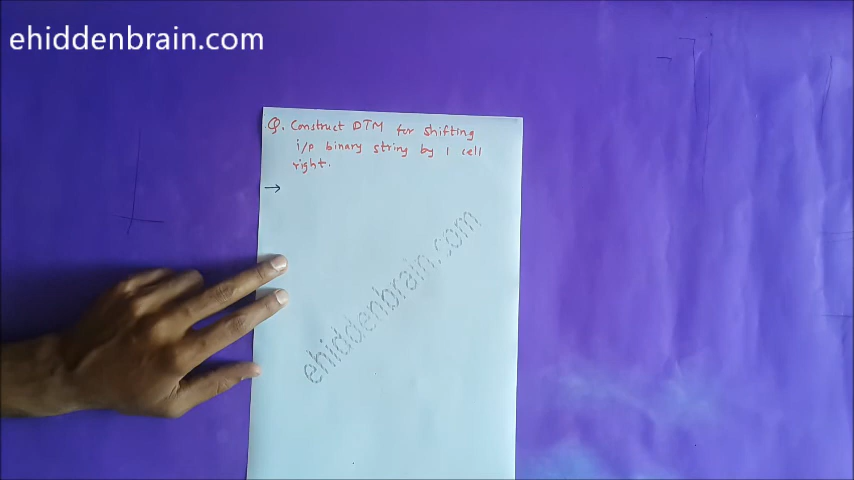 ehiddenbrain.com
Q. Construct DTM for shifting
i/p binary string by 1 cell
right.
→
ehiddenbrain.com